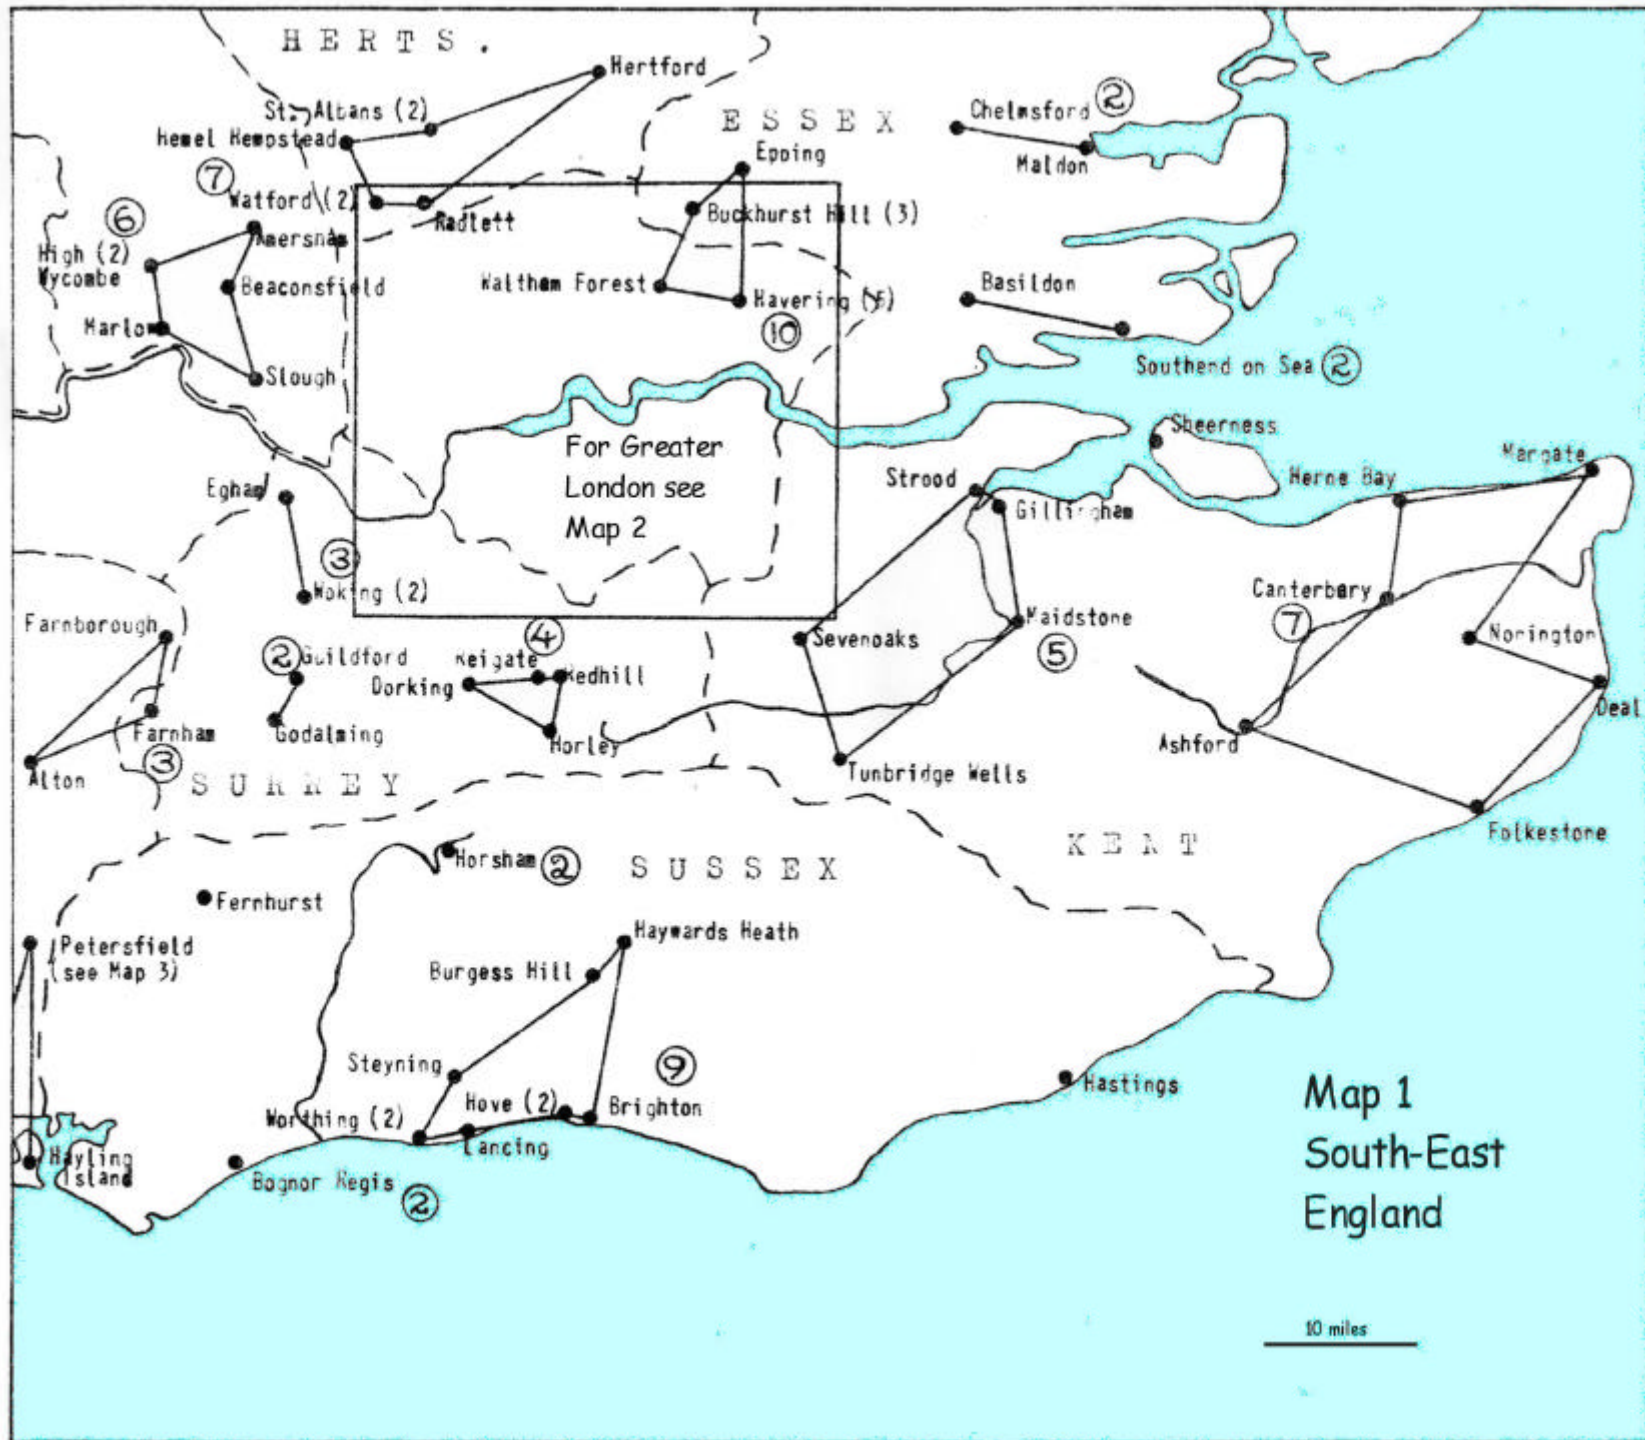 HERTS.
Hertford
St. Albans (2)
Hemel Hempstead
ESSEX
Chelmsford
2
Maldon
Epping
7
Watford (2)
Radlett
Buckhurst Hill (3)
6
Amersham
High (2)
Wycombe
Beaconsfield
Waltham Forest
Havering (5)
Basildon
Marlow
10
Slough
Southend on Sea
2
Sheerness
For Greater
London see
Map 2
Margate
Strood
Herne Bay
Egham
Gillingham
3
Woking (2)
Canterbury
7
Farnborough
4
Sevenoaks
Maidstone
5
Norington
2
Guildford
Reigate
Redhill
Dorking
Deal
Farnham
Godalming
Horley
Ashford
3
Alton
SURREY
Tunbridge Wells
Folkestone
KENT
Horsham
2
SUSSEX
Fernhurst
Petersfield
(see Map 3)
Haywards Heath
Burgess Hill
Steyning
9
Hastings
Map 1
South-East
England
Worthing (2)
Hove (2)
Brighton
Lancing
Hayling
Island
Bognor Regis
2
10 miles